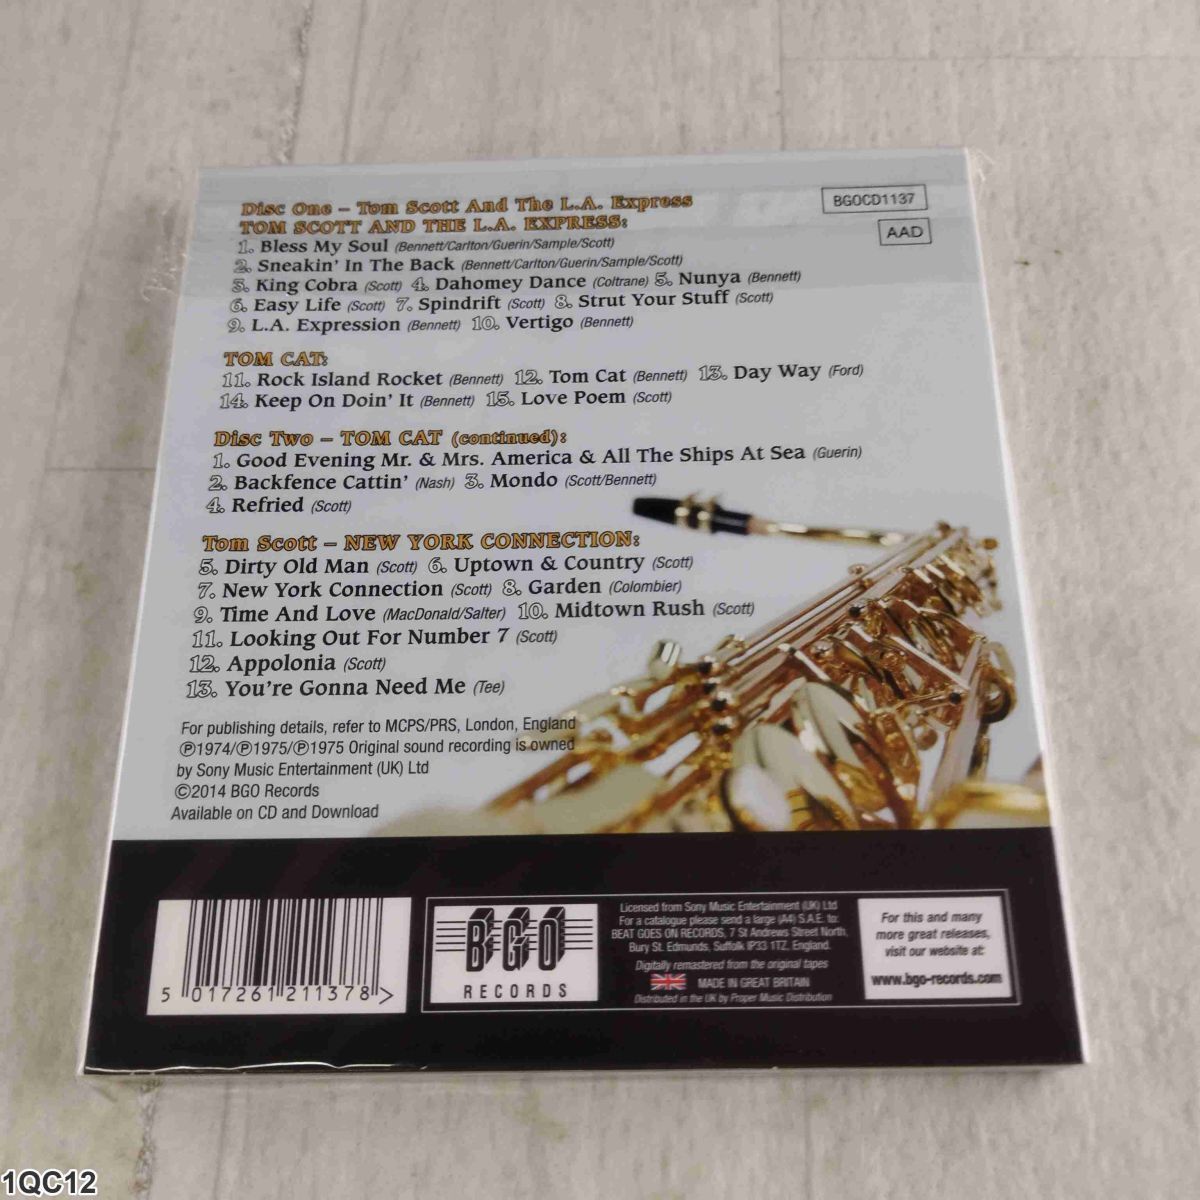 Disc One – Tom Scott And The L.A. Express
TOM SCOTT AND THE L.A. EXPRESS:
1. Bless My Soul (Bennett/Carlton/Guerin/Sample/Scott)
2. Sneakin' In The Back (Bennett/Carlton/Guerin/Sample/Scott)
3. King Cobra (Scott) 4. Dahomey Dance (Coltrane) 5. Nunya (Bennett)
6. Easy Life (Scott) 7. Spindrift (Scott) 8. Strut Your Stuff (Scott)
9. L.A. Expression (Bennett) 10. Vertigo (Bennett)
BGOCD1137
AAD
TOM CAT:
11. Rock Island Rocket (Bennett) 12. Tom Cat (Bennett) 13. Day Way (Ford)
14. Keep On Doin' It (Bennett) 15. Love Poem (Scott)
Disc Two – TOM CAT (continued):
1. Good Evening Mr. & Mrs. America & All The Ships At Sea (Guerin)
2. Backfence Cattin' (Nash) 3. Mondo (Scott/Bennett)
4. Refried (Scott)
Tom Scott – NEW YORK CONNECTION:
5. Dirty Old Man (Scott) 6. Uptown & Country (Scott)
7. New York Connection (Scott) 8. Garden (Colombier)
9. Time And Love (MacDonald/Salter) 10. Midtown Rush (Scott)
11. Looking Out For Number 7 (Scott)
12. Appolonia (Scott)
13. You're Gonna Need Me (Tee)
For publishing details, refer to MCPS/PRS, London, England
℗1974/℗1975/℗1975 Original sound recording is owned
by Sony Music Entertainment (UK) Ltd
©2014 BGO Records
Available on CD and Download
5 017261 211378 >
BGO
RECORDS
Licensed from Sony Music Entertainment (UK) Ltd
For a catalogue please send a large (A4) S.A.E. to:
BEAT GOES ON RECORDS, 7 St Andrews Street North,
Bury St. Edmunds, Suffolk IP33 1TZ, England.
Digitally remastered from the original tapes
MADE IN GREAT BRITAIN
Distributed in the UK by Proper Music Distribution
For this and many
more great releases,
visit our website at:
www.bgo-records.com
1QC12